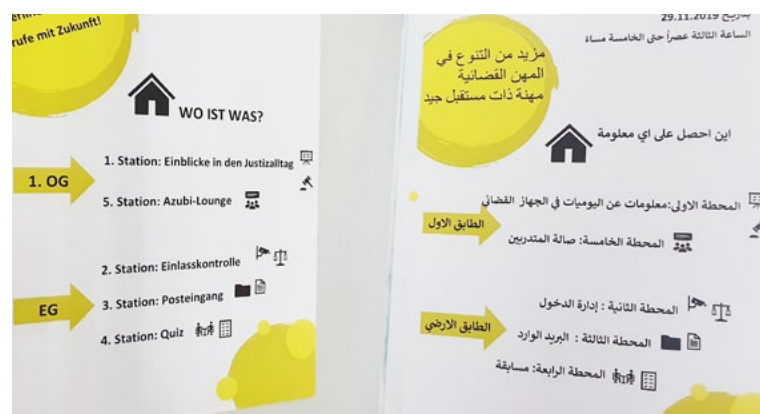 rufe mit Zukunft!
WO IST WAS?
1. OG
1. Station: Einblicke in den Justizalltag
5. Station: Azubi-Lounge
EG
2. Station: Einlasskontrolle
3. Station: Posteingang
4. Station: Quiz
بتاريخ 29.11.2019
الساعة الثالثة عصراً حتى الخامسة مساءً
مزيد من التنوع في
المهن القضائية
مهنة ذات مستقبل جيد
اين احصل على اي معلومة
المحطة الاولى:معلومات عن اليوميات في الجهاز القضائي
الطابق الاول
المحطة الخامسة: صالة المتدربين
المحطة الثانية : إدارة الدخول
الطابق الارضي
المحطة الثالثة : البريد الوارد
المحطة الرابعة: مسابقة